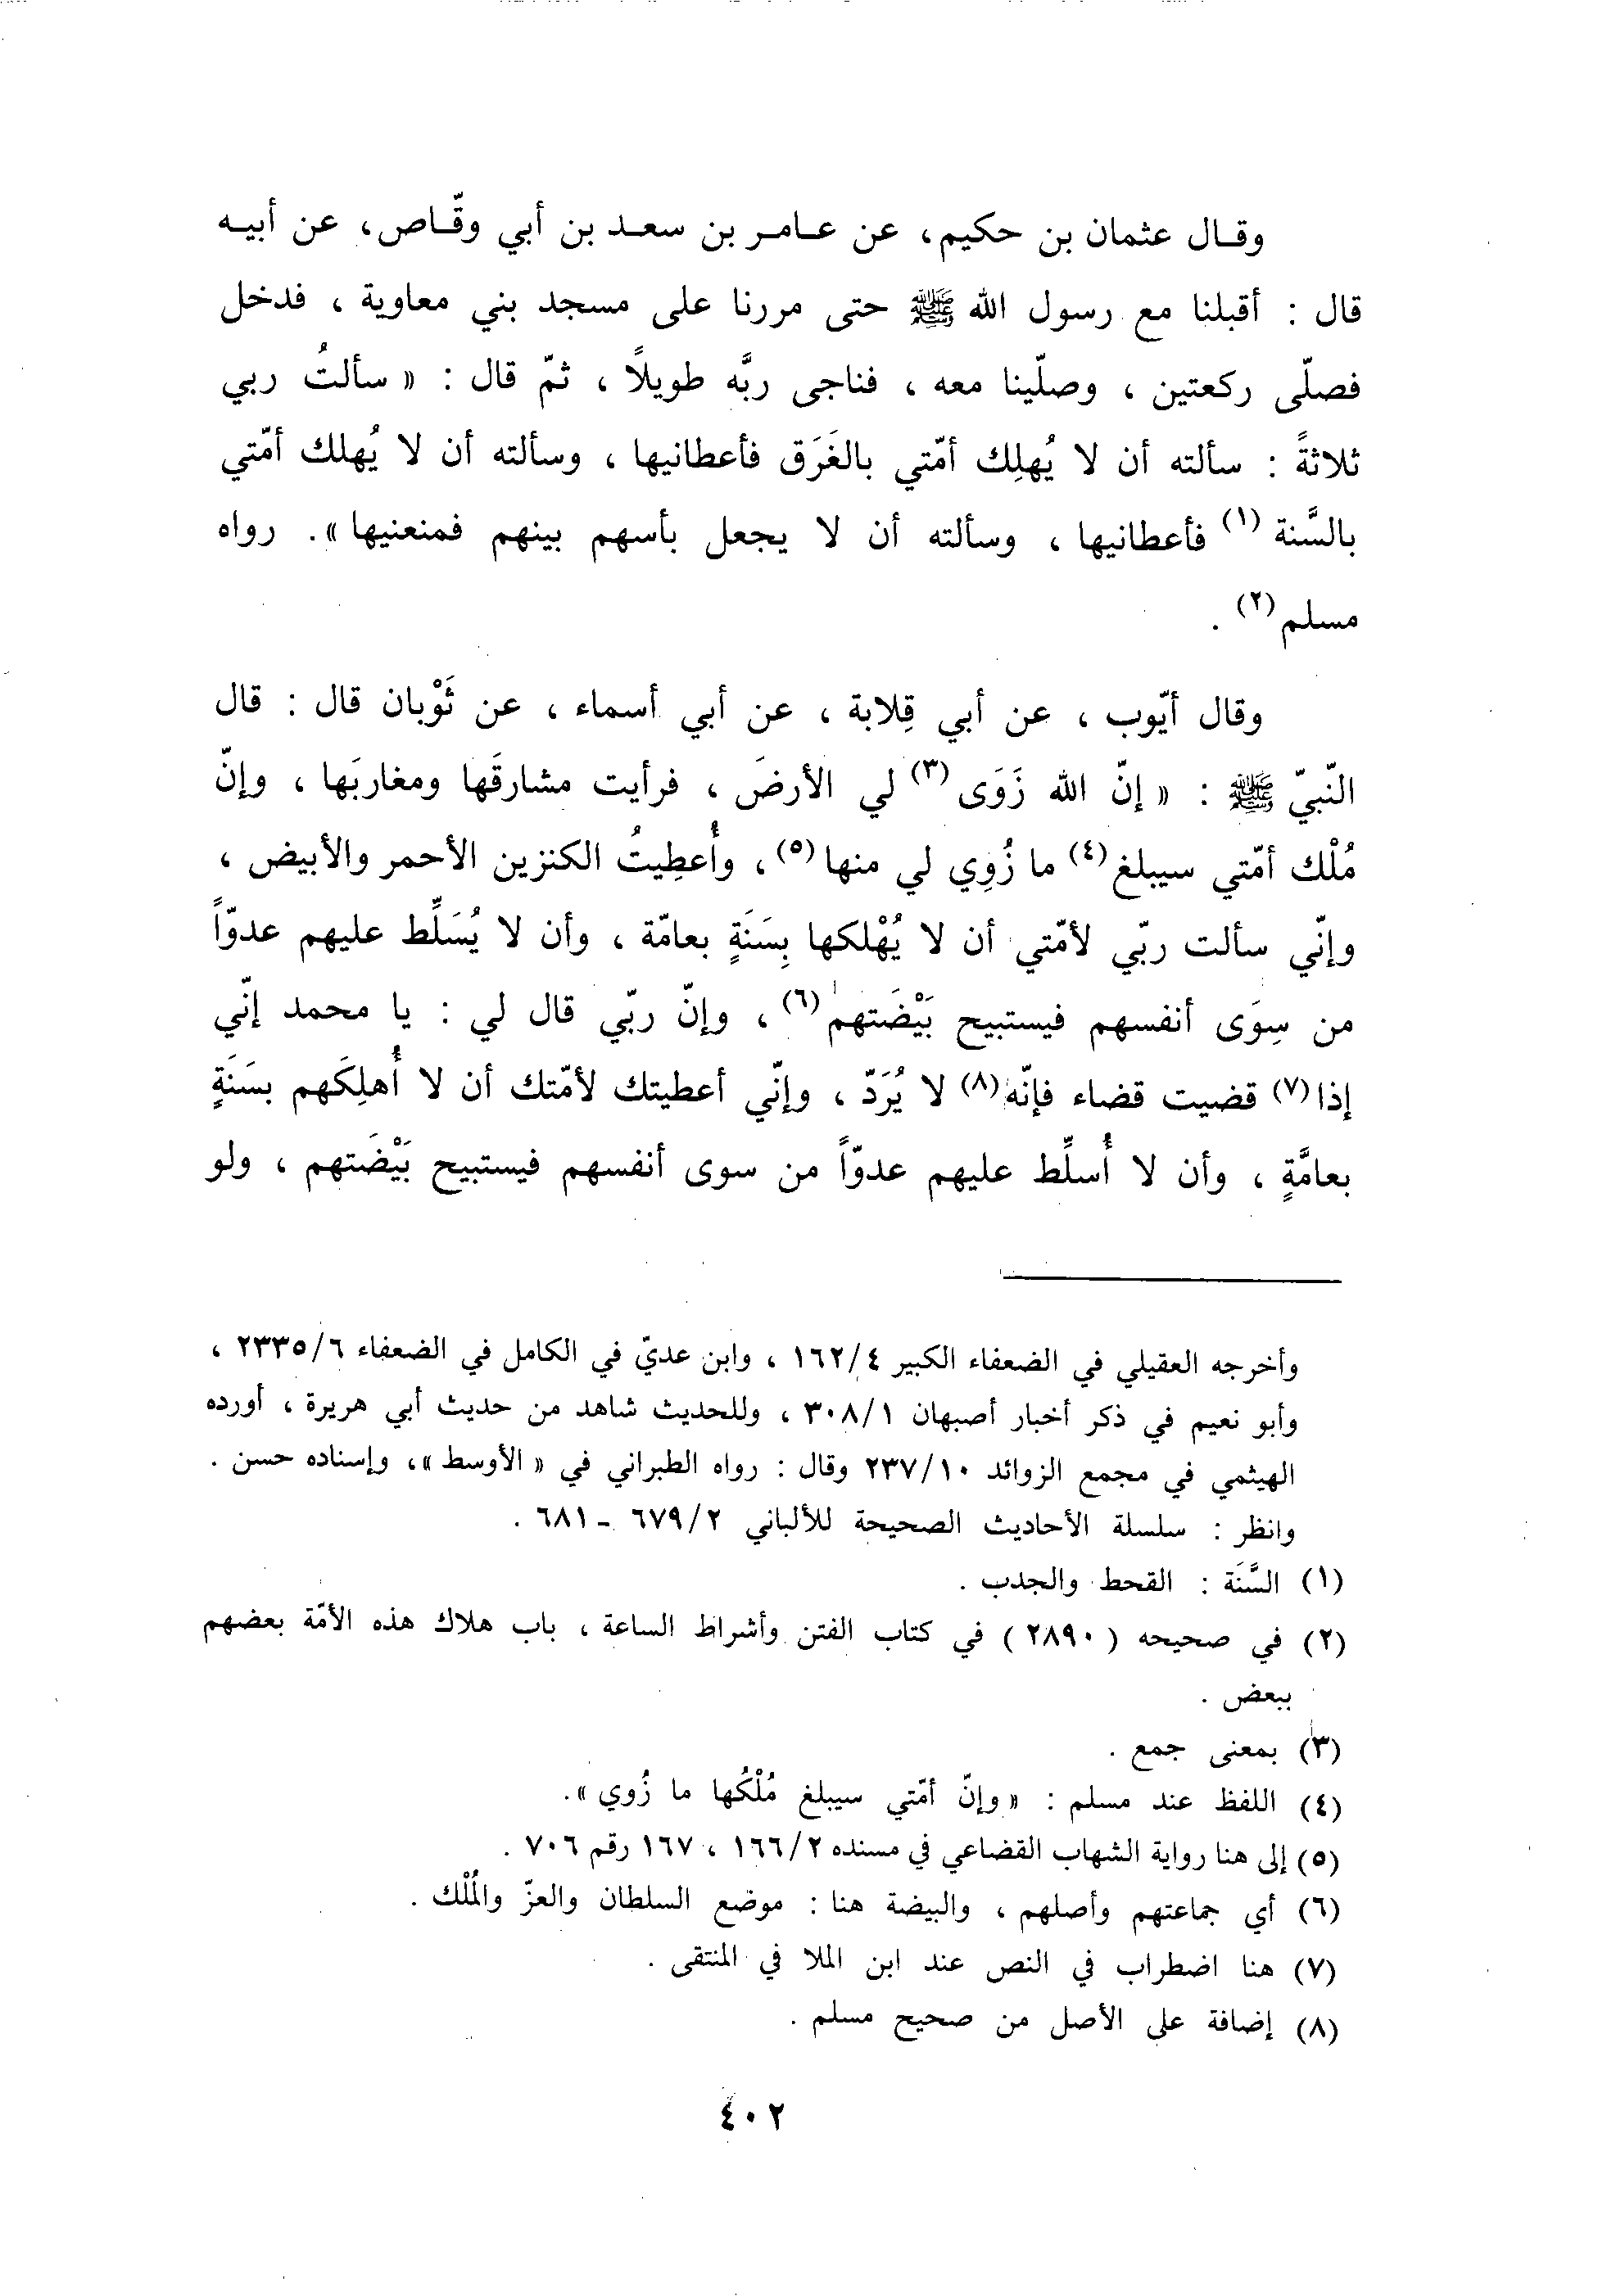 وقال عثمان بن حكيم، عن عامر بن سعد بن أبي وقّاص، عن أبيه
قال : أقبلنا مع رسول الله ﷺ حتى مررنا على مسجد بني معاوية ، فدخل
فصلّى ركعتين ، وصلّينا معه ، فناجى ربَّه طويلاً ، ثمّ قال : « سألتُ ربي
ثلاثةً : سألته أن لا يُهلِك أمّتي بالغَرَق فأعطانيها ، وسألته أن لا يُهلك أمّتي
بالسَّنة (١) فأعطانيها ، وسألته أن لا يجعل بأسهم بينهم فمنعنيها ». رواه
مسلم (٢) .
وقال أيّوب ، عن أبي قِلابة ، عن أبي أسماء ، عن ثَوْبان قال : قال
النّبيّ ﷺ : « إنّ الله زَوَى (٣) لي الأرضَ ، فرأيت مشارقَها ومغاربَها ، وإنّ
مُلْك أمّتي سيبلغ (٤) ما زُوِي لي منها (٥) ، وأُعطِيتُ الكنزين الأحمر والأبيض ،
وإنّي سألت ربّي لأمّتي أن لا يُهْلكها بِسَنَةٍ بعامّة ، وأن لا يُسَلِّط عليهم عدوّاً
من سِوَى أنفسهم فيستبيح بَيْضَتهم (٦) ، وإنّ ربّي قال لي : يا محمد إنّي
إذا (٧) قضيت قضاء فإنّه (٨) لا يُرَدّ ، وإنّي أعطيتك لأمّتك أن لا أُهلِكَهم بسَنَةٍ
بعامَّةٍ ، وأن لا أُسلِّط عليهم عدوّاً من سوى أنفسهم فيستبيح بَيْضَتهم ، ولو
وأخرجه العقيلي في الضعفاء الكبير ١٦٢/٤ ، وابن عديّ في الكامل في الضعفاء ٢٣٣٥/٦ ،
وأبو نعيم في ذكر أخبار أصبهان ٣٠٨/١ ، وللحديث شاهد من حديث أبي هريرة ، أورده
الهيثمي في مجمع الزوائد ٢٣٧/١٠ وقال : رواه الطبراني في « الأوسط »، وإسناده حسن .
وانظر : سلسلة الأحاديث الصحيحة للألباني ٦٧٩/٢ - ٦٨١ .
(١) السَّنَة : القحط والجدب .
(٢) في صحيحه ( ٢٨٩٠ ) في كتاب الفتن وأشراط الساعة ، باب هلاك هذه الأمّة بعضهم
ببعض .
(٣) بمعنى جمع .
(٤) اللفظ عند مسلم : « وإنّ أمّتي سيبلغ مُلْكُها ما زُوي ».
(٥) إلى هنا رواية الشهاب القضاعي في مسنده ١٦٦/٢ ، ١٦٧ رقم ٧٠٦ .
(٦) أي جماعتهم وأصلهم ، والبيضة هنا : موضع السلطان والعزّ والمُلْك .
(٧) هنا اضطراب في النص عند ابن الملا في المنتقى .
(٨) إضافة على الأصل من صحيح مسلم .
٤٠٢